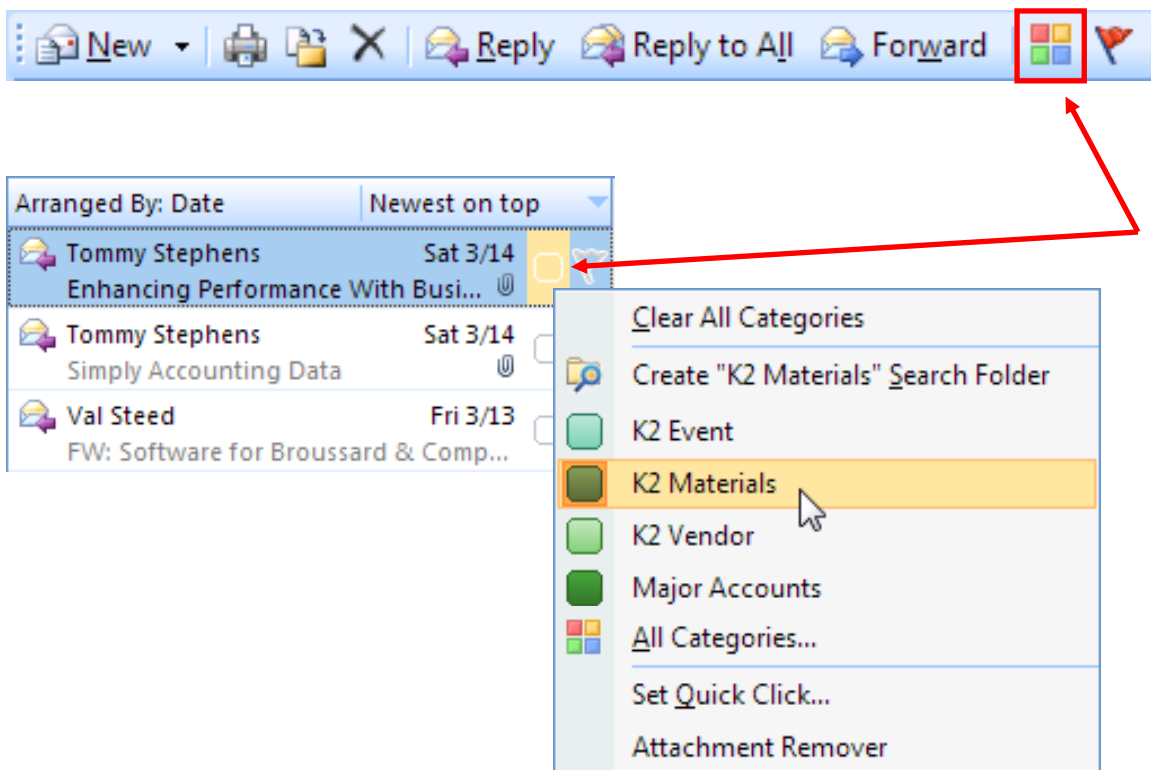 New Reply Reply to All Forward
Arranged By: Date Newest on top
Tommy Stephens Sat 3/14
Enhancing Performance With Busi...
Tommy Stephens Sat 3/14
Simply Accounting Data
Val Steed Fri 3/13
FW: Software for Broussard & Comp...
Clear All Categories
Create "K2 Materials" Search Folder
K2 Event
K2 Materials
K2 Vendor
Major Accounts
All Categories...
Set Quick Click...
Attachment Remover